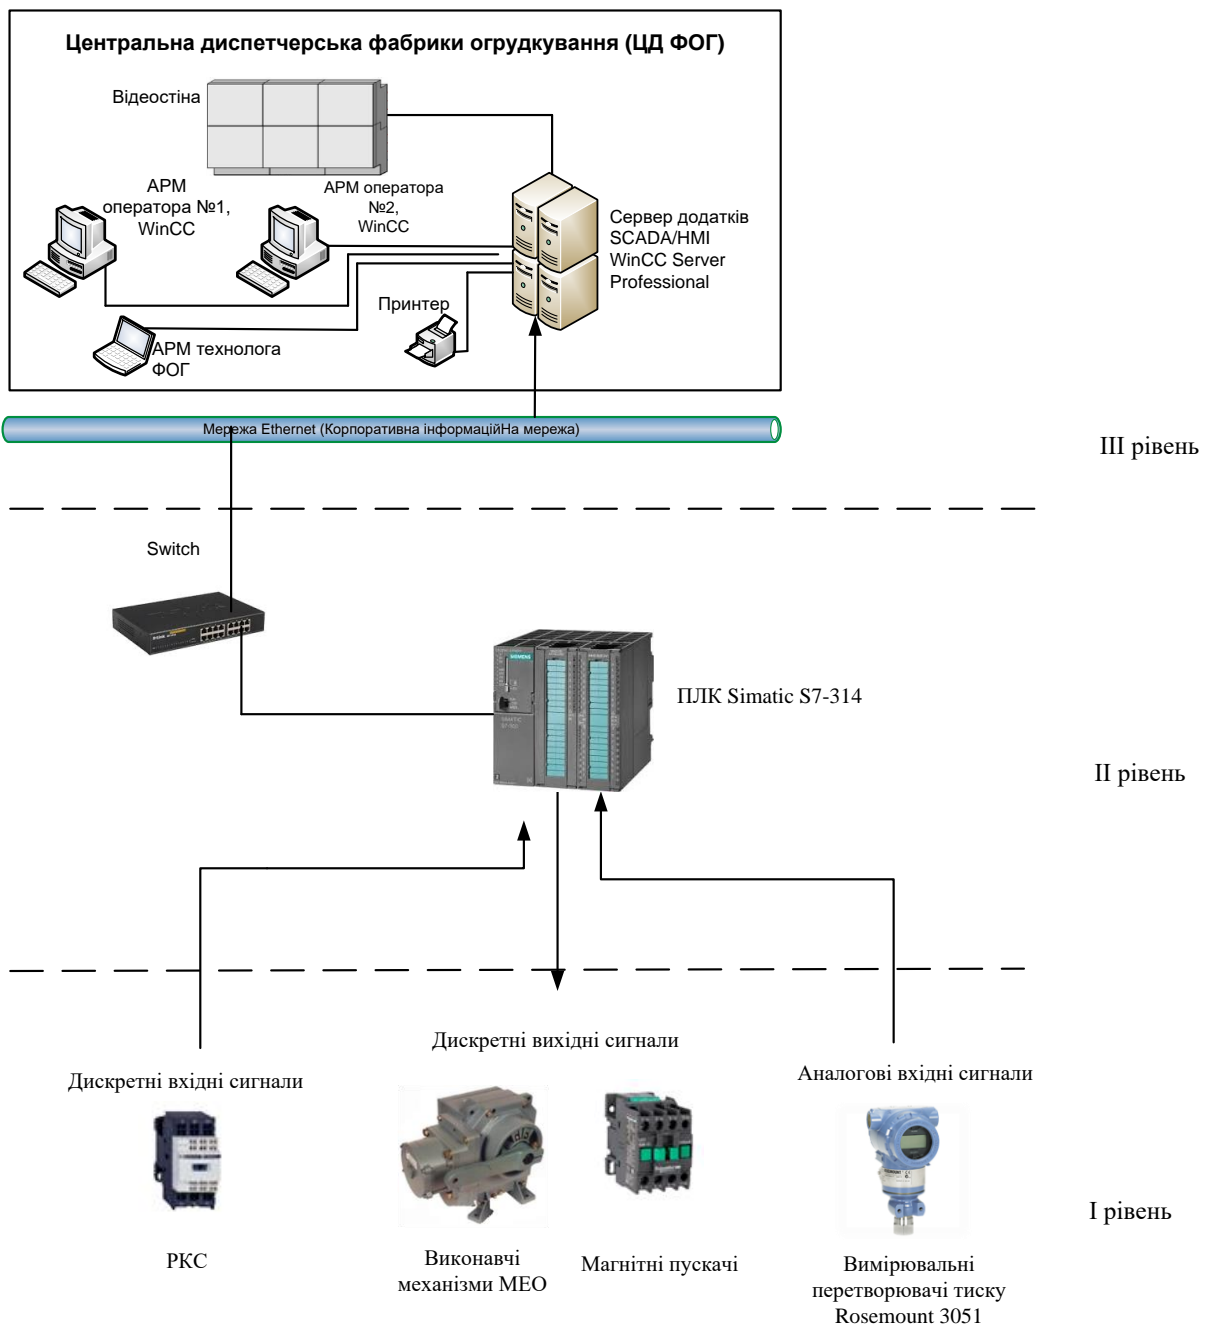 Центральна диспетчерська фабрики огрудкування (ЦД ФОГ)
Відеостіна
АРМ
оператора №1,
WinCC
АРМ оператора
№2,
WinCC
Сервер додатків
SCADA/HMI
WinCC Server
Professional
Принтер
АРМ технолога
ФОГ
Мережа Ethernet (Корпоративна інформаційНа мережа)
III рівень
Switch
SIEMENS
ПЛК Simatic S7-314
II рівень
Дискретні вихідні сигнали
Дискретні вхідні сигнали
Аналогові вхідні сигнали
I рівень
РКС
Виконавчі
механізми МЕО
Магнітні пускачі
Вимірювальні
перетворювачі тиску
Rosemount 3051